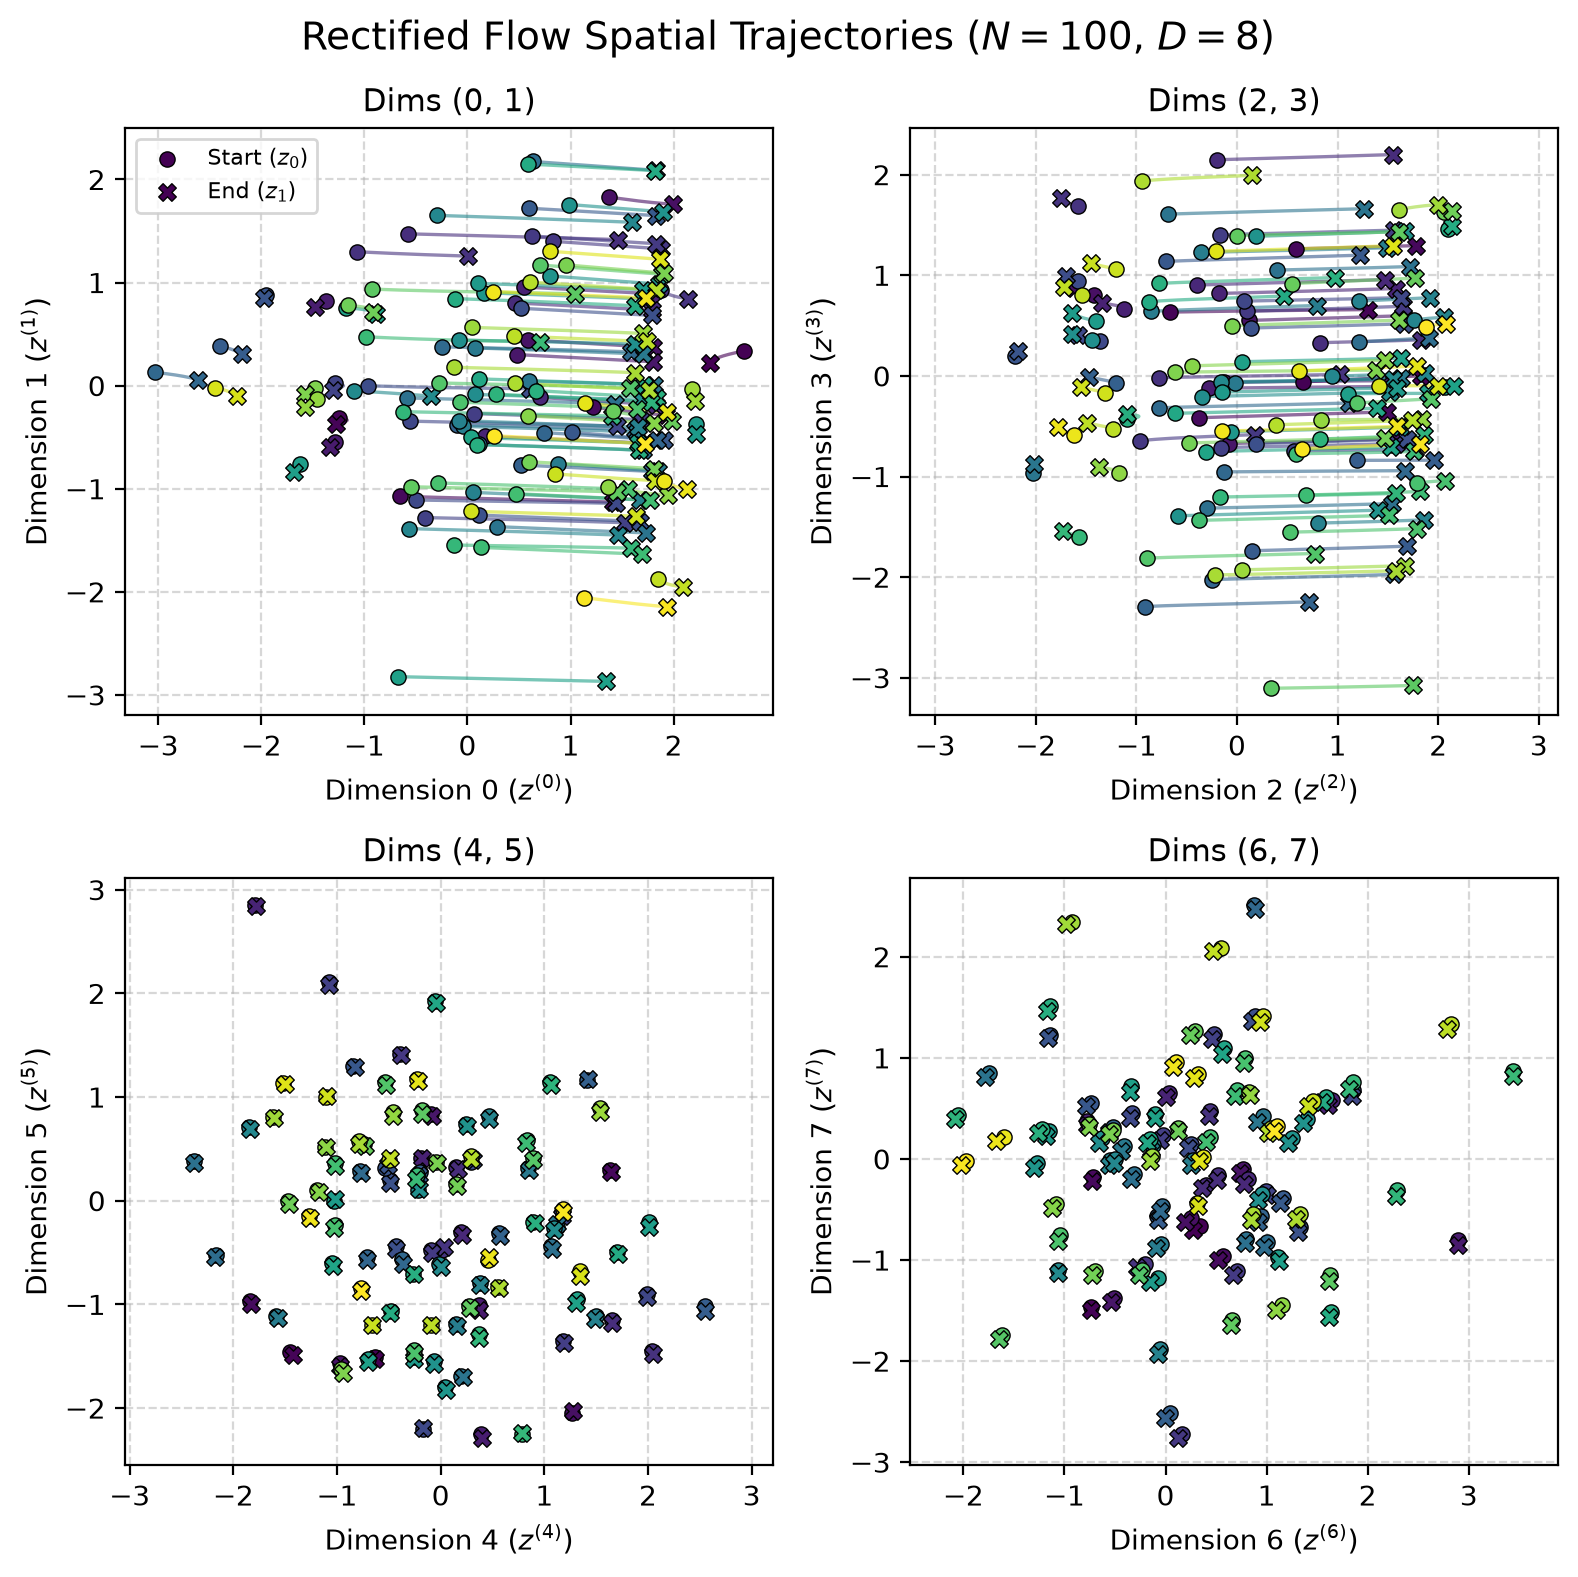 Rectified Flow Spatial Trajectories (N = 100, D = 8)
Dims (0, 1)
Start (z₀)
End (z₁)
2
1
0
−1
−2
−3
Dimension 1 (z⁽¹⁾)
−3 −2 −1 0 1 2
Dimension 0 (z⁽⁰⁾)
Dims (2, 3)
2
1
0
−1
−2
−3
Dimension 3 (z⁽³⁾)
−3 −2 −1 0 1 2 3
Dimension 2 (z⁽²⁾)
Dims (4, 5)
3
2
1
0
−1
−2
Dimension 5 (z⁽⁵⁾)
−3 −2 −1 0 1 2 3
Dimension 4 (z⁽⁴⁾)
Dims (6, 7)
2
1
0
−1
−2
−3
Dimension 7 (z⁽⁷⁾)
−2 −1 0 1 2 3
Dimension 6 (z⁽⁶⁾)